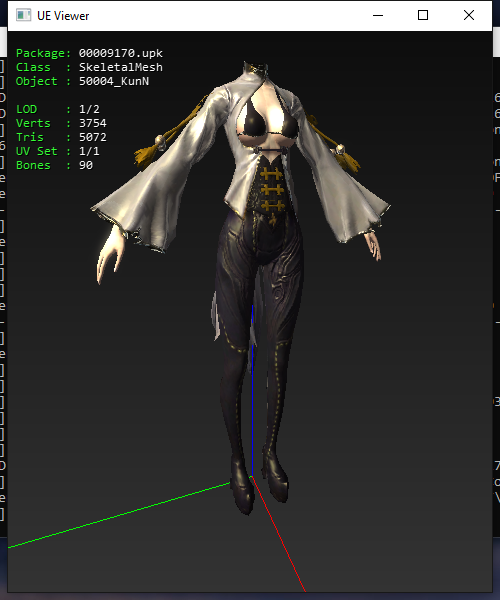 UE Viewer
Package: 00009170.upk
Class : SkeletalMesh
Object : 50004_KunN
LOD : 1/2
Verts : 3754
Tris : 5072
UV Set : 1/1
Bones : 90